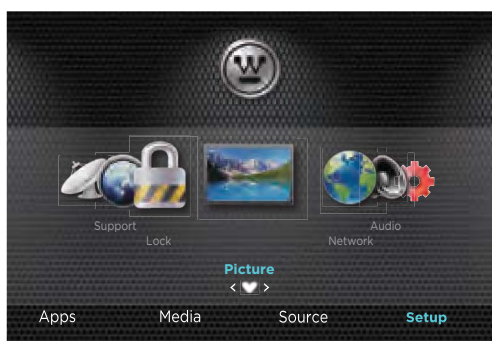 W
Support
Audio
Lock
Network
Picture
< >
Apps Media Source Setup